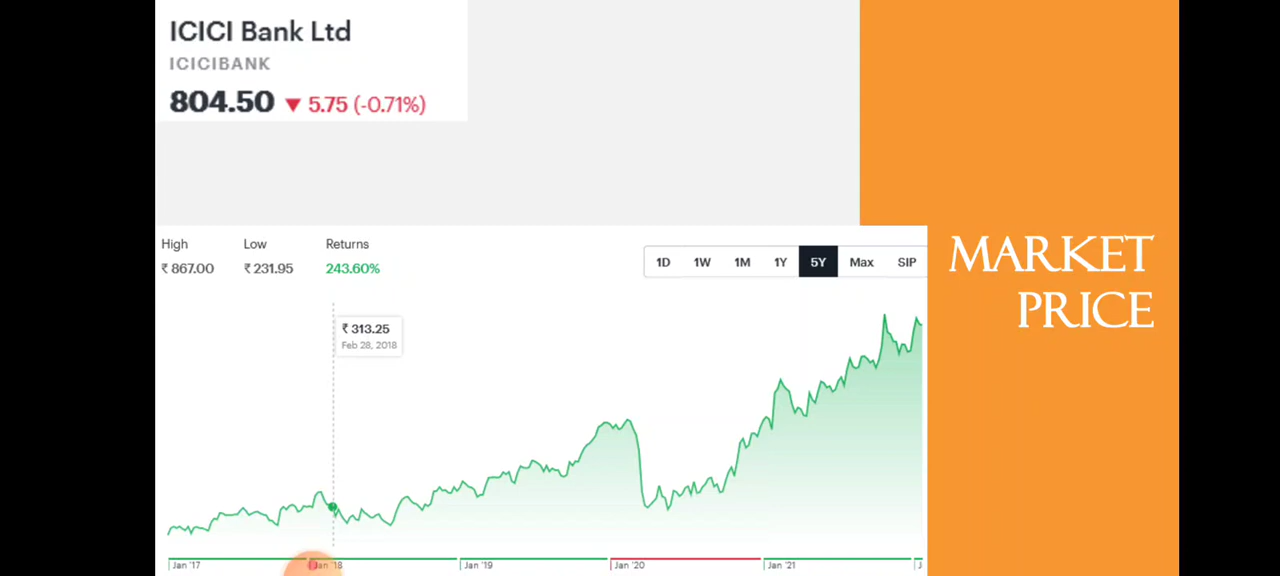 ICICI Bank Ltd
ICICIBANK
804.50 ▼ 5.75 (-0.71%)
High Low Returns
₹ 867.00 ₹ 231.95 243.60%
1D 1W 1M 1Y 5Y Max SIP
MARKET
PRICE
₹ 313.25
Feb 28, 2018
Jan '17 Jan '18 Jan '19 Jan '20 Jan '21 J